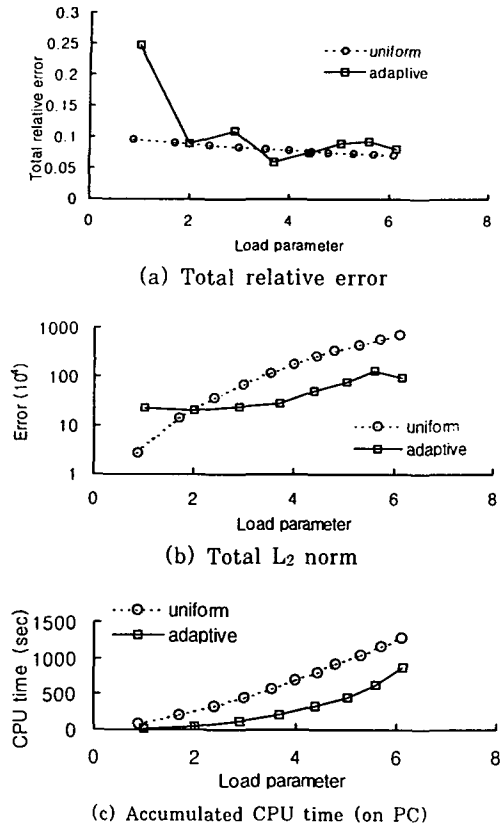 0.3
0.25
0.2
0.15
0.1
0.05
0
Total relative error
uniform
adaplive
0 2 4 6 8
Load parameter
(a) Total relative error
1000
100
10
1
Error (10⁴)
uniform
adaptive
0 2 4 6 8
Load parameter
(b) Total L₂ norm
uniform
adaptive
1500
1000
500
0
CPU time (sec)
0 2 4 6 8
Load parameter
(c) Accumulated CPU time (on PC)